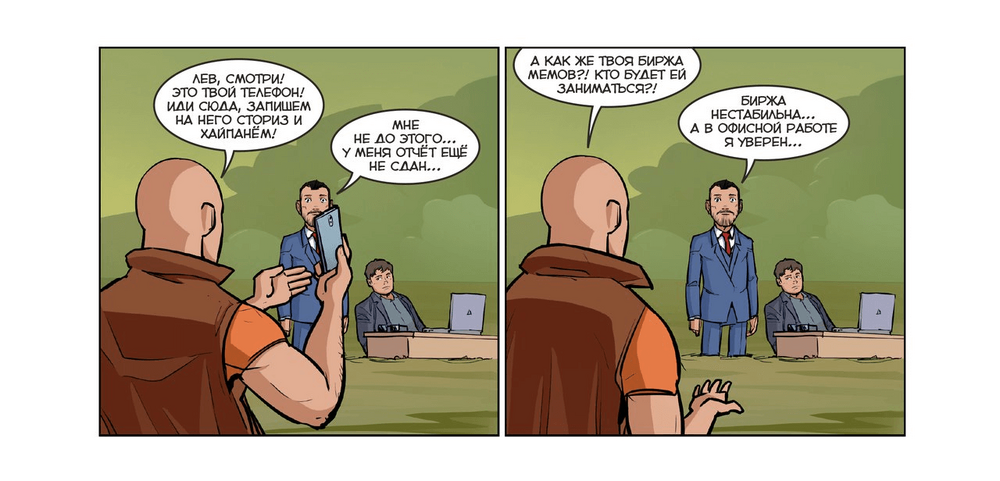 ЛЕВ, СМОТРИ!
ЭТО ТВОЙ ТЕЛЕФОН!
ИДИ СЮДА, ЗАПИШЕМ
НА НЕГО СТОРИЗ И
ХАЙПАНЁМ!
МНЕ
НЕ ДО ЭТОГО...
У МЕНЯ ОТЧЁТ ЕЩЁ
НЕ СДАН...
А КАК ЖЕ ТВОЯ БИРЖА
МЕМОВ?! КТО БУДЕТ ЕЙ
ЗАНИМАТЬСЯ?!
БИРЖА
НЕСТАБИЛЬНА...
А В ОФИСНОЙ РАБОТЕ
Я УВЕРЕН...